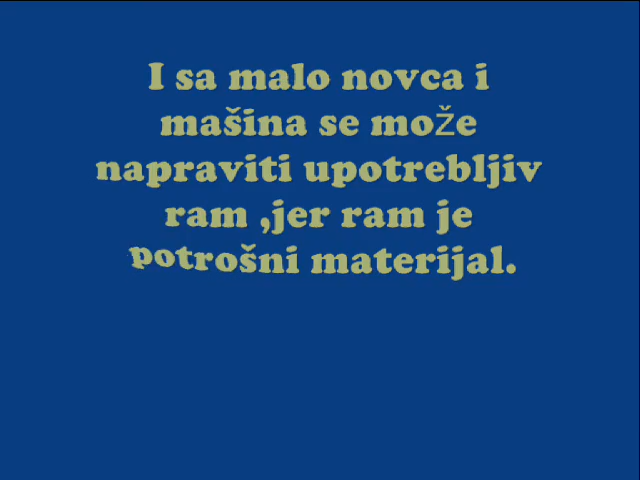 I sa malo novca i
mašina se može
napraviti upotrebljiv
ram ,jer ram je
potrošni materijal.